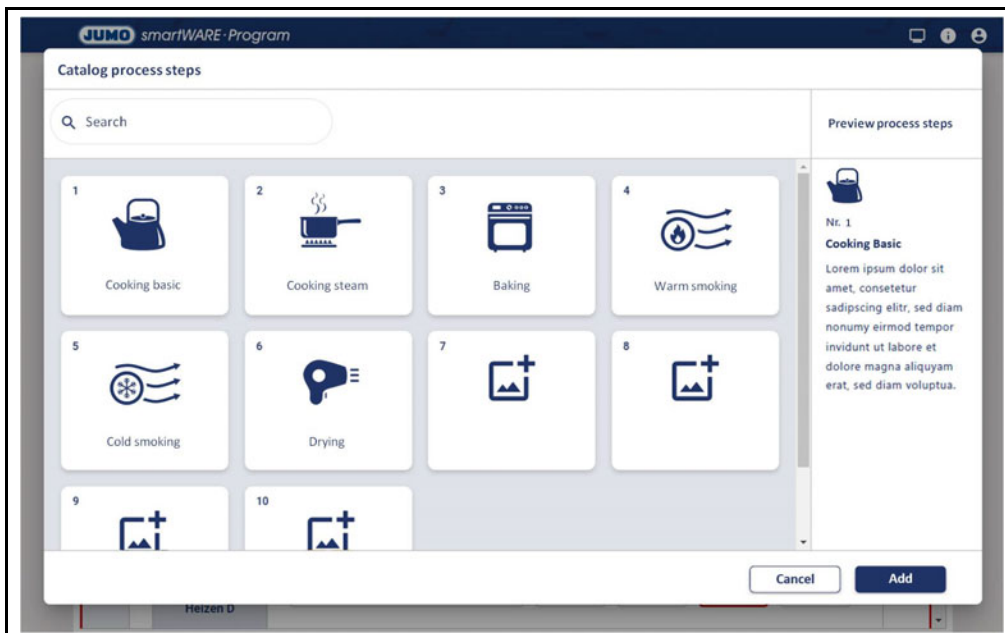 JUMO smartWARE·Program
Catalog process steps
Search
Preview process steps
1
Cooking basic
2
Cooking steam
3
Baking
4
Warm smoking
5
Cold smoking
6
Drying
7
8
9
10
Nr. 1
Cooking Basic
Lorem ipsum dolor sit
amet, consetetur
sadipscing elitr, sed diam
nonumy eirmod tempor
invidunt ut labore et
dolore magna aliquyam
erat, sed diam voluptua.
Cancel
Add
Heizen D